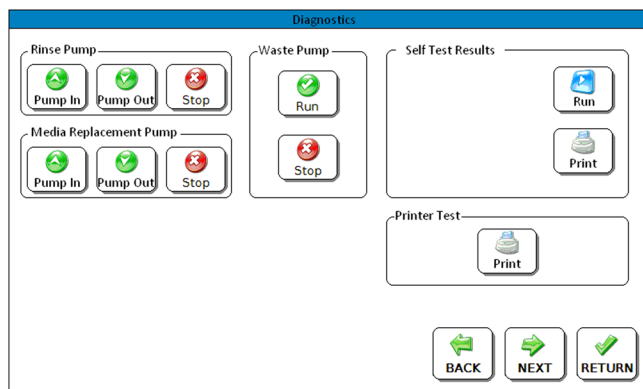 Diagnostics
Rinse Pump
Pump In
Pump Out
Stop
Media Replacement Pump
Pump In
Pump Out
Stop
Waste Pump
Run
Stop
Self Test Results
Run
Print
Printer Test
Print
BACK
NEXT
RETURN